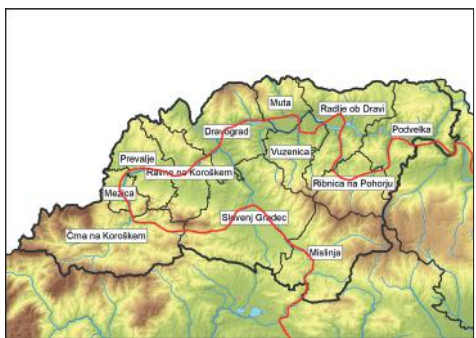 Muta
Radlje ob Dravi
Dravograd
Podvelka
Vuzenica
Prevalje
Ravne na Koroškem
Ribnica na Pohorju
Mežica
Slovenj Gradec
Črna na Koroškem
Mislinja